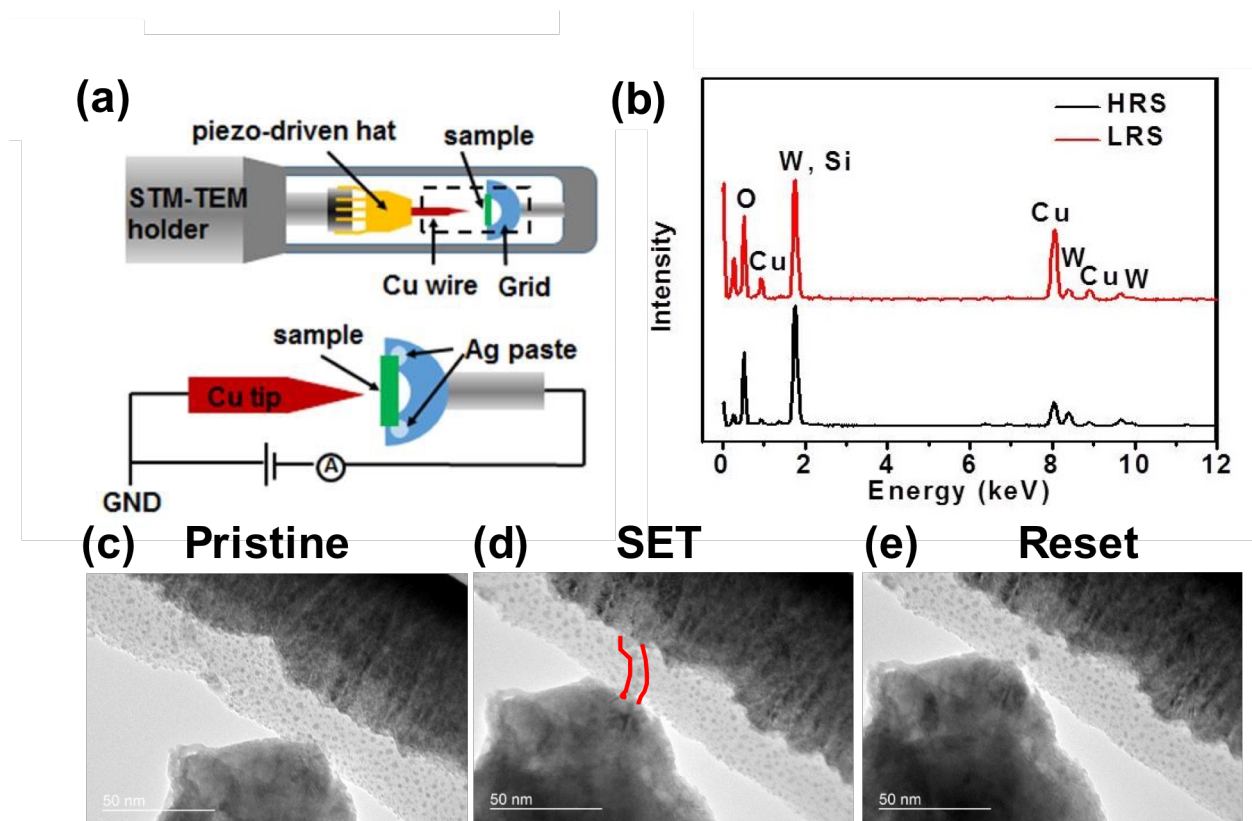 (a)
piezo-driven hat
sample
STM-TEM
holder
Cu wire
Grid
sample
Ag paste
Cu tip
A
GND
(b)
HRS
LRS
W, Si
O
Cu
Cu
W
Cu
W
Intensity
0 2 4 6 8 10 12
Energy (keV)
(c) Pristine
(d) SET
(e) Reset
50 nm
50 nm
50 nm